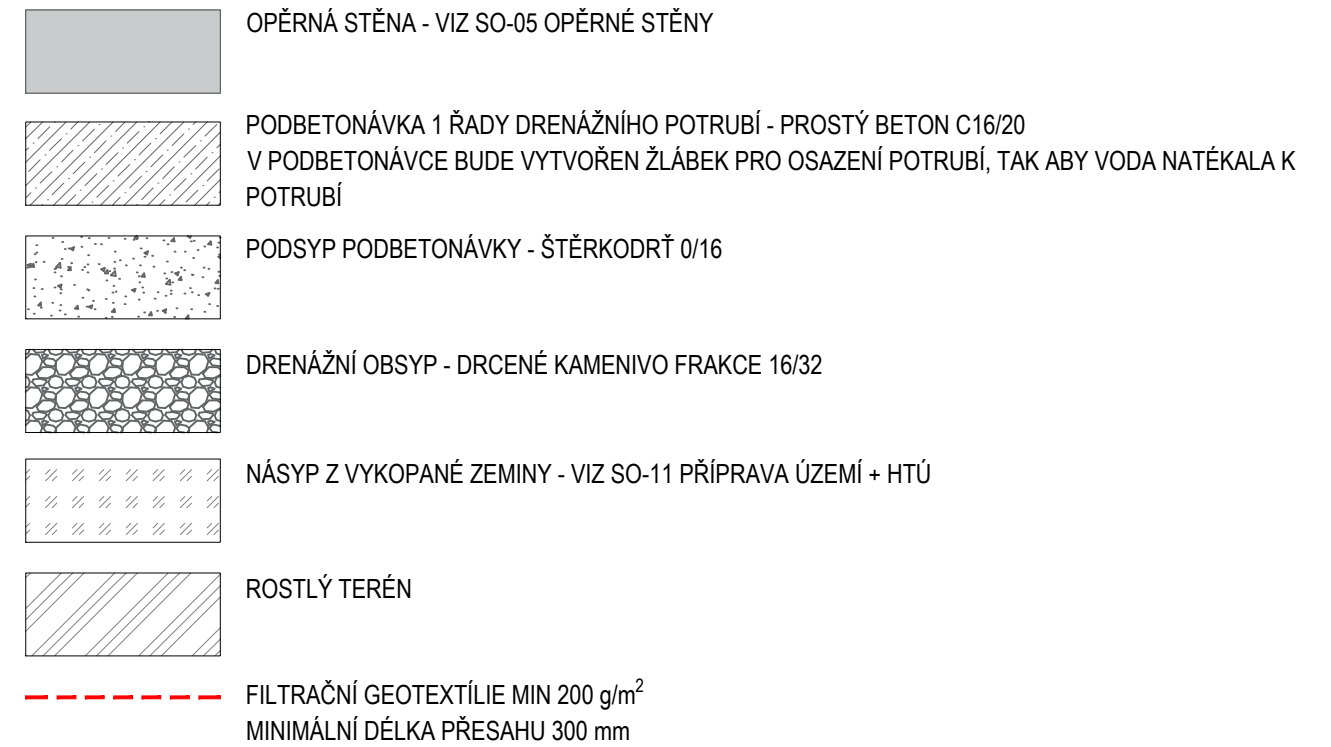 OPĚRNÁ STĚNA - VIZ SO-05 OPĚRNÉ STĚNY
PODBETONÁVKA 1 ŘADY DRENÁŽNÍHO POTRUBÍ - PROSTÝ BETON C16/20
V PODBETONÁVCE BUDE VYTVOŘEN ŽLÁBEK PRO OSAZENÍ POTRUBÍ, TAK ABY VODA NATÉKALA K
POTRUBÍ
PODSYP PODBETONÁVKY - ŠTĚRKODRŤ 0/16
DRENÁŽNÍ OBSYP - DRCENÉ KAMENIVO FRAKCE 16/32
NÁSYP Z VYKOPANÉ ZEMINY - VIZ SO-11 PŘÍPRAVA ÚZEMÍ + HTÚ
ROSTLÝ TERÉN
FILTRAČNÍ GEOTEXTÍLIE MIN 200 g/m²
MINIMÁLNÍ DÉLKA PŘESAHU 300 mm